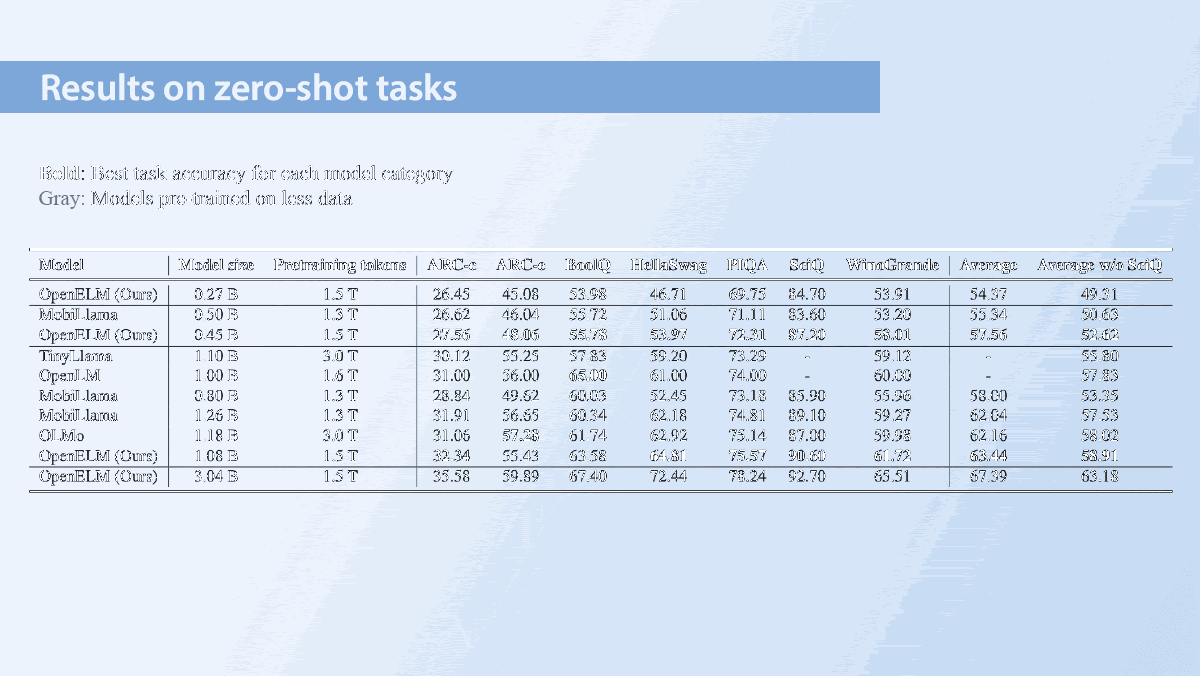 Results on zero-shot tasks
Bold: Best task accuracy for each model category
Gray: Models pre-trained on less data
Model Model size Pretraining tokens ARC-c ARC-e BoolQ HellaSwag PIQA SciQ WinoGrande Average Average w/o SciQ
OpenELM (Ours) 0.27 B 1.5 T 26.45 45.08 53.98 46.71 69.75 84.70 53.91 54.37 49.31
MobiLlama 0.50 B 1.3 T 26.62 46.04 55.72 51.06 71.11 83.60 53.20 55.34 50.63
OpenELM (Ours) 0.45 B 1.5 T 27.56 48.06 55.78 53.97 72.31 87.20 58.01 57.56 52.62
TinyLlama 1.10 B 3.0 T 30.12 55.25 57.83 59.20 73.29 - 59.12 - 55.80
OpenLM 1.00 B 1.6 T 31.00 56.00 65.00 61.00 74.00 - 60.00 - 57.83
MobiLlama 0.80 B 1.3 T 28.84 49.62 60.03 52.45 73.18 85.90 55.96 58.00 53.35
MobiLlama 1.26 B 1.3 T 31.91 56.65 60.34 62.18 74.81 89.10 59.27 62.04 57.53
OLMo 1.18 B 3.0 T 31.06 57.28 61.74 62.92 75.14 87.00 59.98 62.16 58.02
OpenELM (Ours) 1.08 B 1.5 T 32.34 55.43 63.58 64.81 75.57 90.60 61.72 63.44 58.91
OpenELM (Ours) 3.04 B 1.5 T 35.58 59.89 67.40 72.44 78.24 92.70 65.51 67.39 63.18